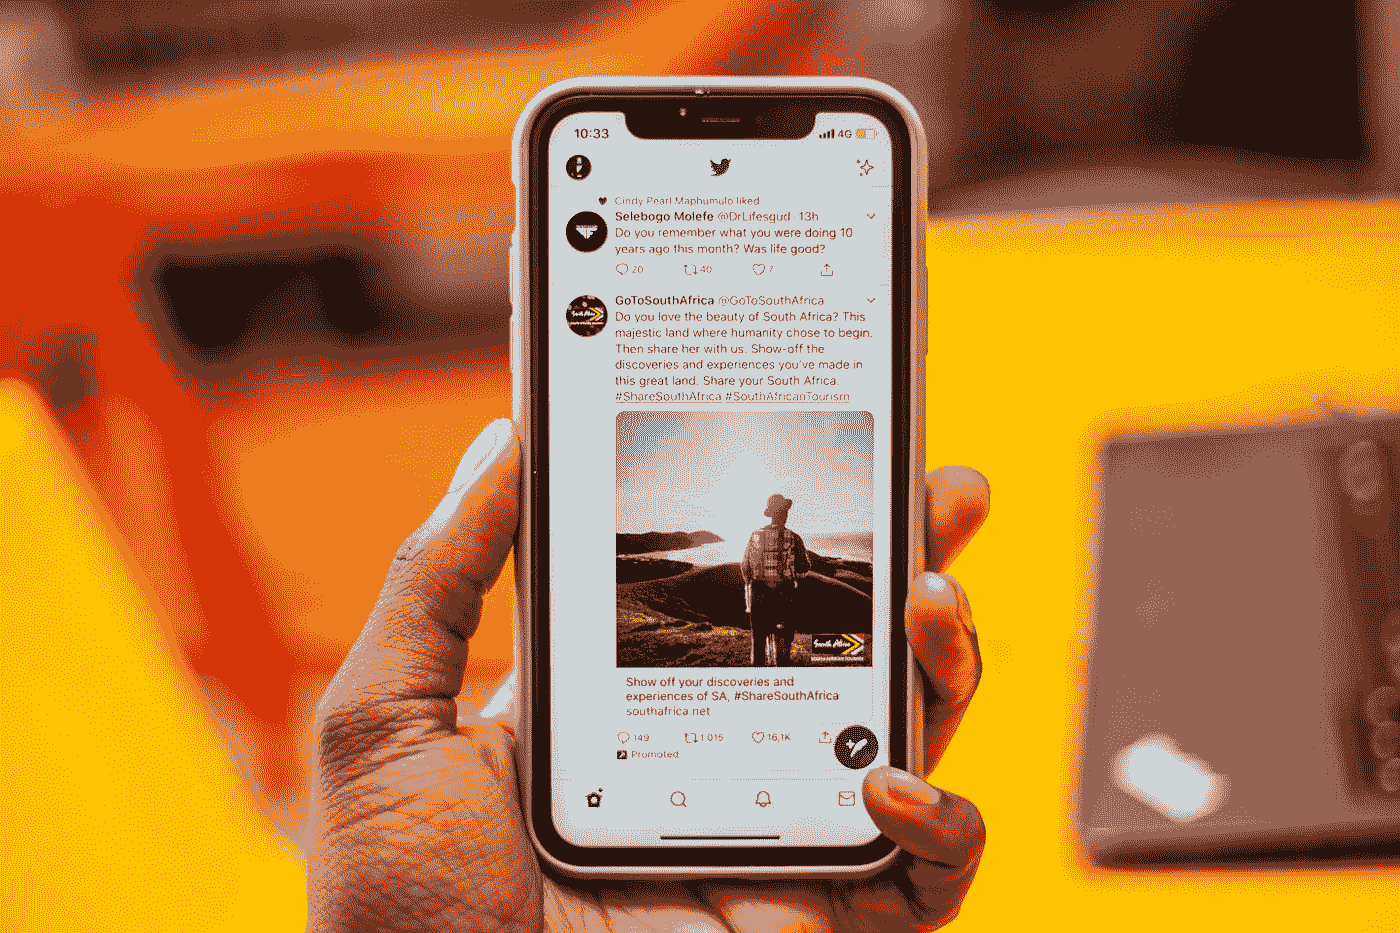 10:33
4G
Cindy Pearl Maphumulo liked
Selebogo Molefe @DrLifesgud · 13h
Do you remember what you were doing 10
years ago this month? Was life good?
20 40 7
GoToSouthAfrica @GoToSouthAfrica
Do you love the beauty of South Africa? This
majestic land where humanity chose to begin.
Then share her with us. Show-off the
discoveries and experiences you've made in
this great land. Share your South Africa.
#ShareSouthAfrica #SouthAfricanTourism
South Africa
Show off your discoveries and
experiences of SA, #ShareSouthAfrica
southafrica.net
149 1 015 16,1K
Promoted